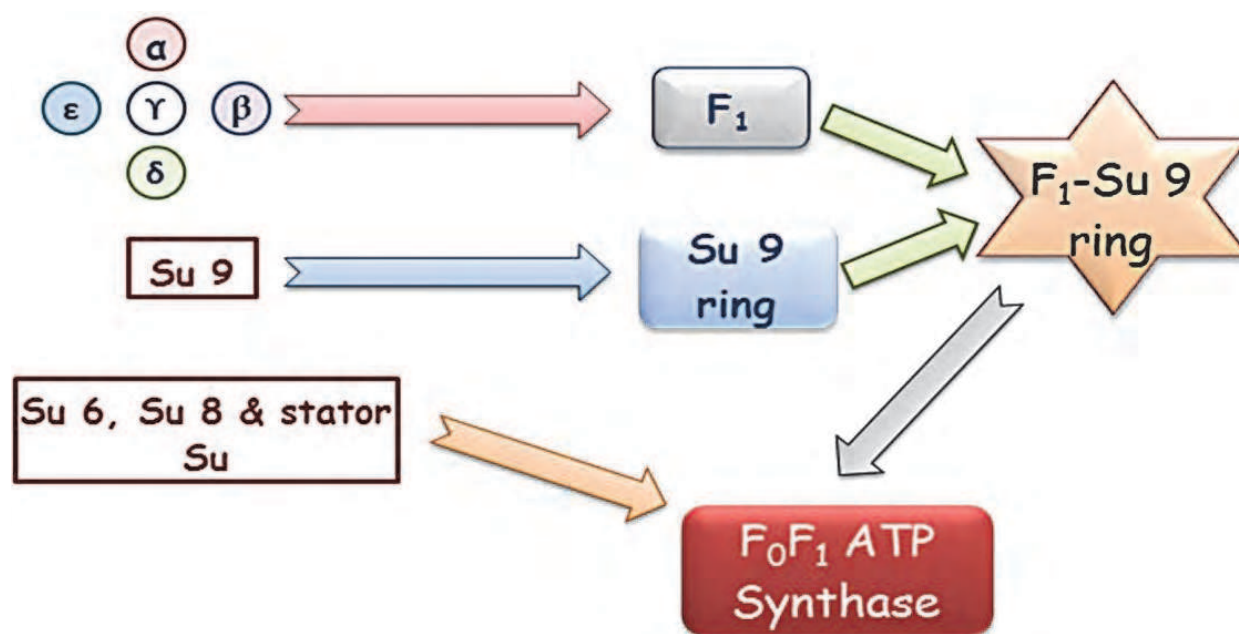 α
ε
ϒ
β
δ
F₁
Su 9
Su 9
ring
F₁-Su 9
ring
Su 6, Su 8 & stator
Su
F₀F₁ ATP
Synthase